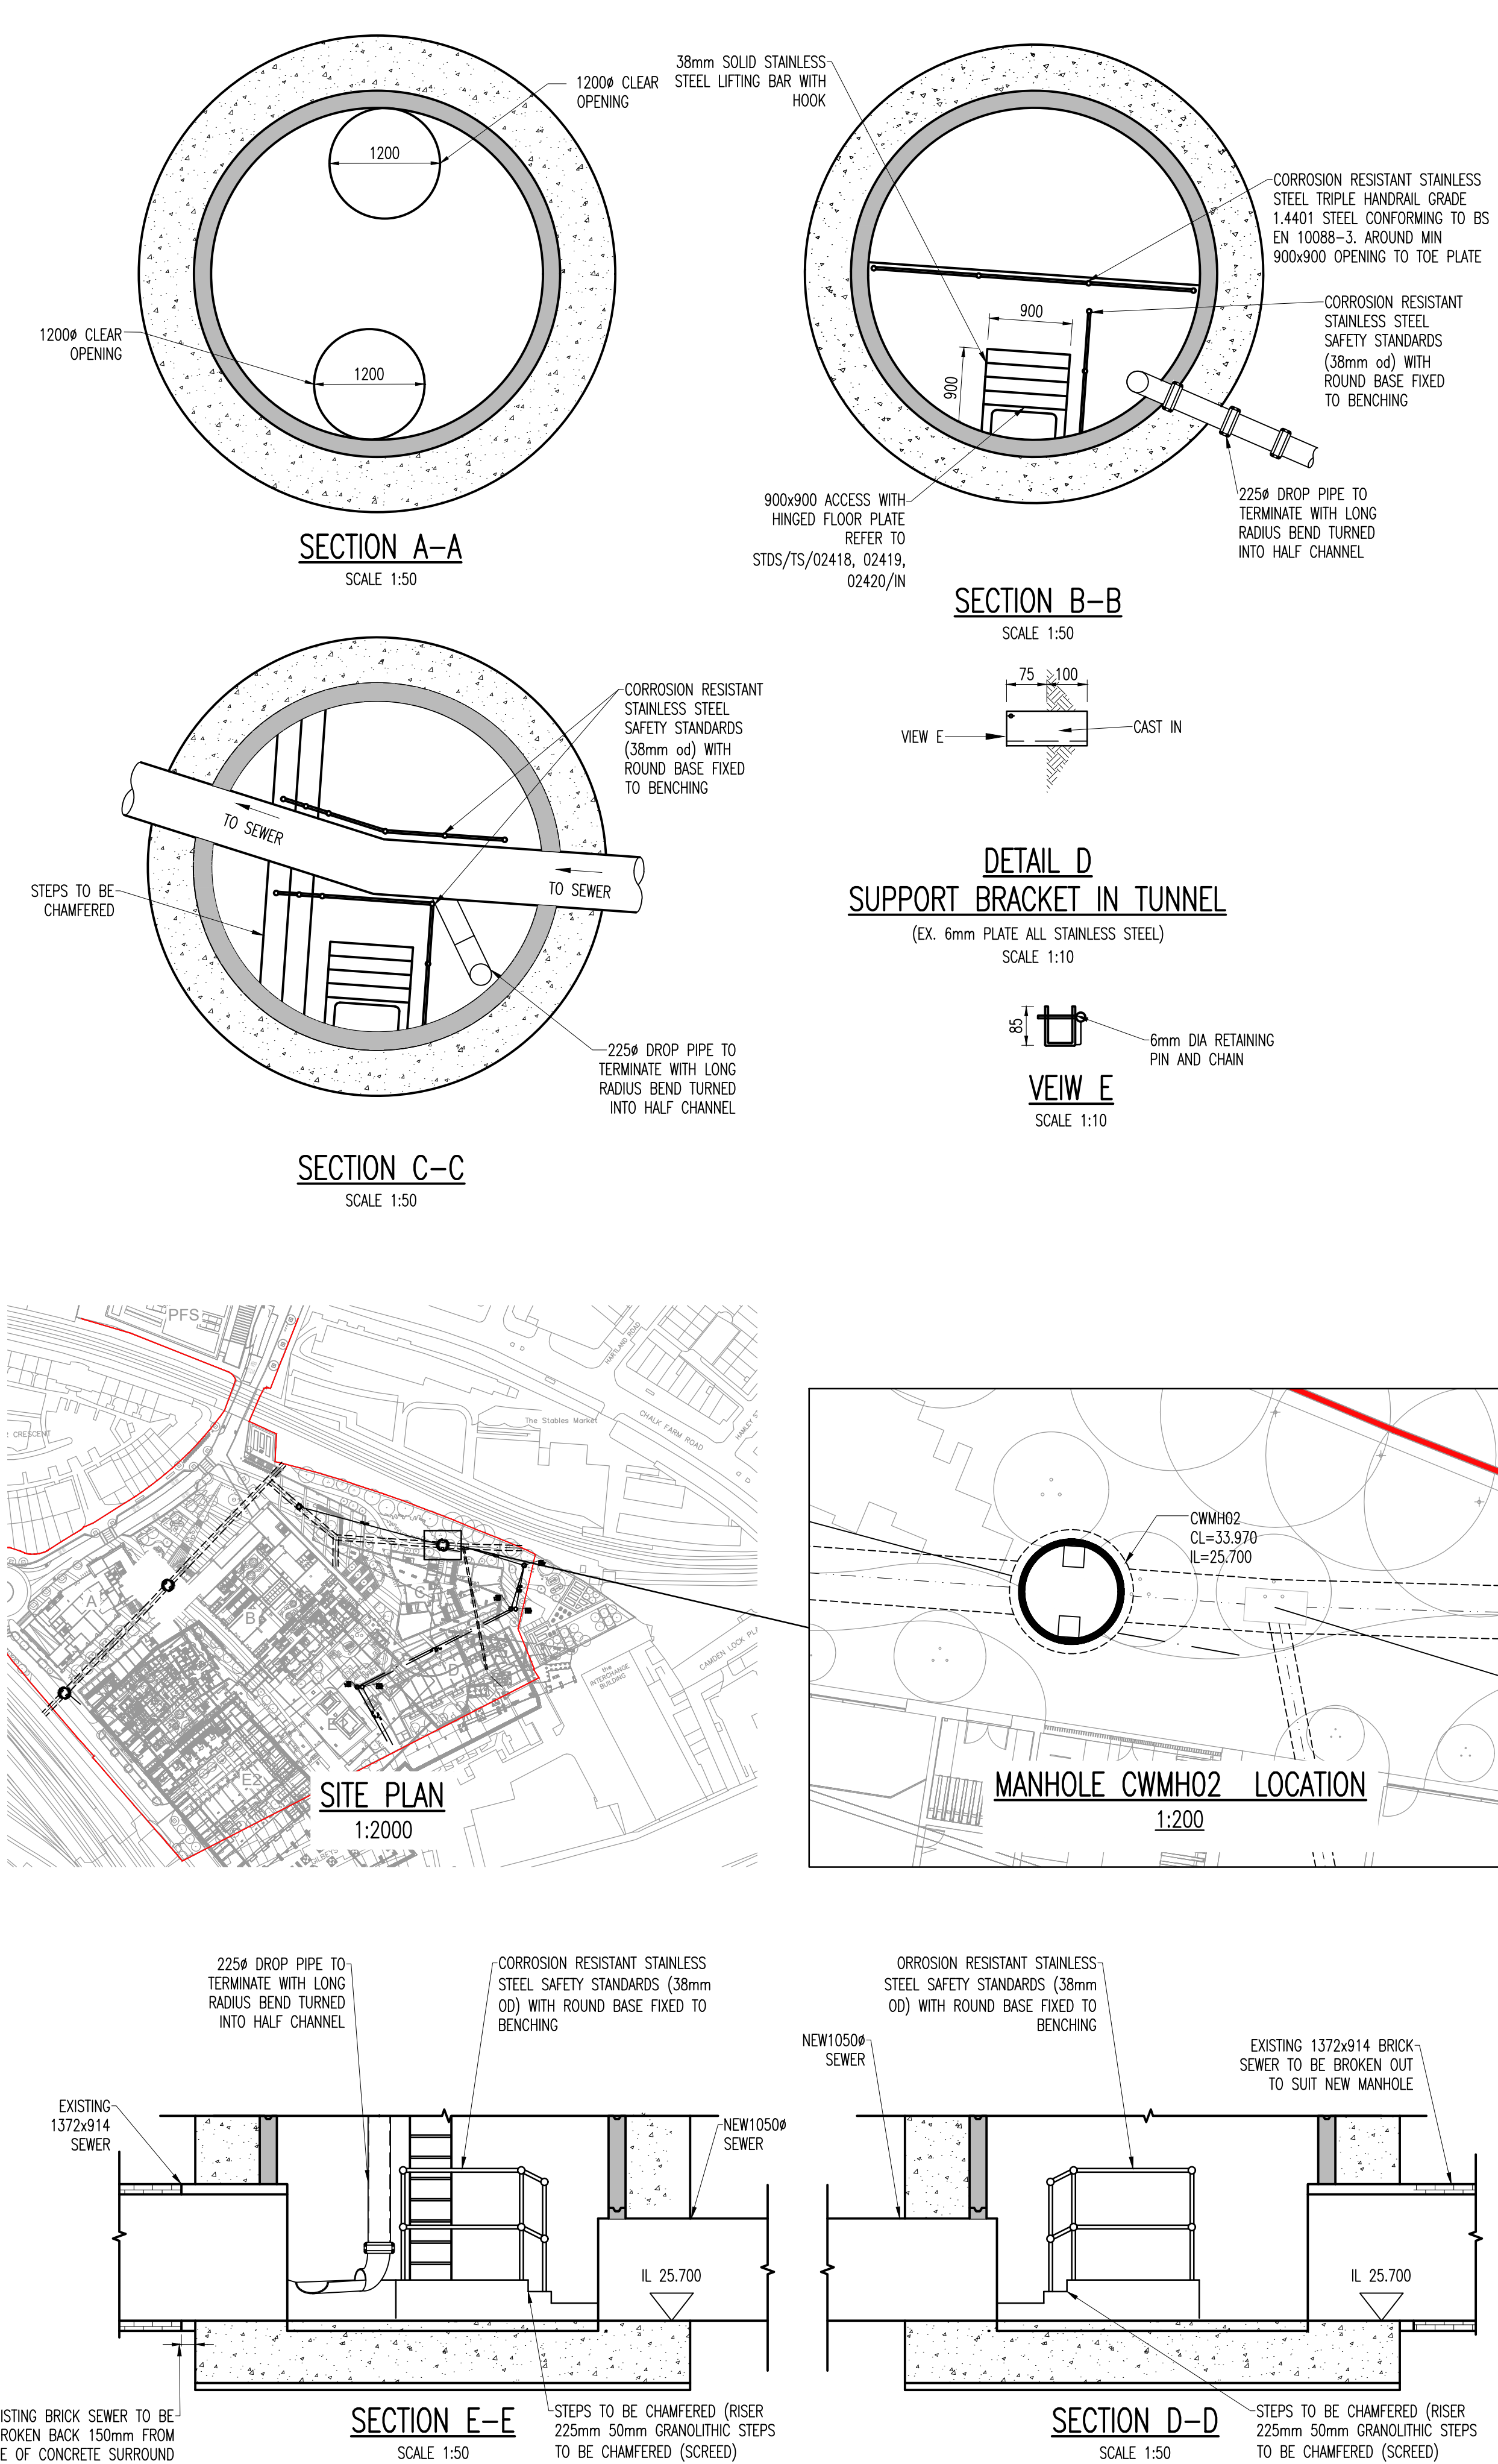 1200ø CLEAR
OPENING
1200
1200ø CLEAR
OPENING
1200
SECTION A-A
SCALE 1:50
38mm SOLID STAINLESS
STEEL LIFTING BAR WITH
HOOK
CORROSION RESISTANT STAINLESS
STEEL TRIPLE HANDRAIL GRADE
1.4401 STEEL CONFORMING TO BS
EN 10088-3. AROUND MIN
900x900 OPENING TO TOE PLATE
900
900
CORROSION RESISTANT
STAINLESS STEEL
SAFETY STANDARDS
(38mm od) WITH
ROUND BASE FIXED
TO BENCHING
900x900 ACCESS WITH
HINGED FLOOR PLATE
REFER TO
STDS/TS/02418, 02419,
02420/IN
225ø DROP PIPE TO
TERMINATE WITH LONG
RADIUS BEND TURNED
INTO HALF CHANNEL
SECTION B-B
SCALE 1:50
CORROSION RESISTANT
STAINLESS STEEL
SAFETY STANDARDS
(38mm od) WITH
ROUND BASE FIXED
TO BENCHING
TO SEWER
TO SEWER
STEPS TO BE
CHAMFERED
225ø DROP PIPE TO
TERMINATE WITH LONG
RADIUS BEND TURNED
INTO HALF CHANNEL
SECTION C-C
SCALE 1:50
75
100
VIEW E
CAST IN
DETAIL D
SUPPORT BRACKET IN TUNNEL
(EX. 6mm PLATE ALL STAINLESS STEEL)
SCALE 1:10
85
6mm DIA RETAINING
PIN AND CHAIN
VEIW E
SCALE 1:10
PFS
HARTLAND ROAD
The Stables Market
CHALK FARM ROAD
HAWLEY S
CRESCENT
A
B
C
D
E1
E2
the
INTERCHANGE
BUILDING
CAMDEN LOCK PL
SITE PLAN
1:2000
CWMH02
CL=33.970
IL=25.700
MANHOLE CWMH02 LOCATION
1:200
225ø DROP PIPE TO
TERMINATE WITH LONG
RADIUS BEND TURNED
INTO HALF CHANNEL
CORROSION RESISTANT STAINLESS
STEEL SAFETY STANDARDS (38mm
OD) WITH ROUND BASE FIXED TO
BENCHING
EXISTING
1372x914
SEWER
NEW1050ø
SEWER
IL 25.700
ISTING BRICK SEWER TO BE
ROKEN BACK 150mm FROM
E OF CONCRETE SURROUND
SECTION E-E
SCALE 1:50
STEPS TO BE CHAMFERED (RISER
225mm 50mm GRANOLITHIC STEPS
TO BE CHAMFERED (SCREED)
ORROSION RESISTANT STAINLESS
STEEL SAFETY STANDARDS (38mm
OD) WITH ROUND BASE FIXED TO
BENCHING
NEW1050ø
SEWER
EXISTING 1372x914 BRICK
SEWER TO BE BROKEN OUT
TO SUIT NEW MANHOLE
IL 25.700
SECTION D-D
SCALE 1:50
STEPS TO BE CHAMFERED (RISER
225mm 50mm GRANOLITHIC STEPS
TO BE CHAMFERED (SCREED)